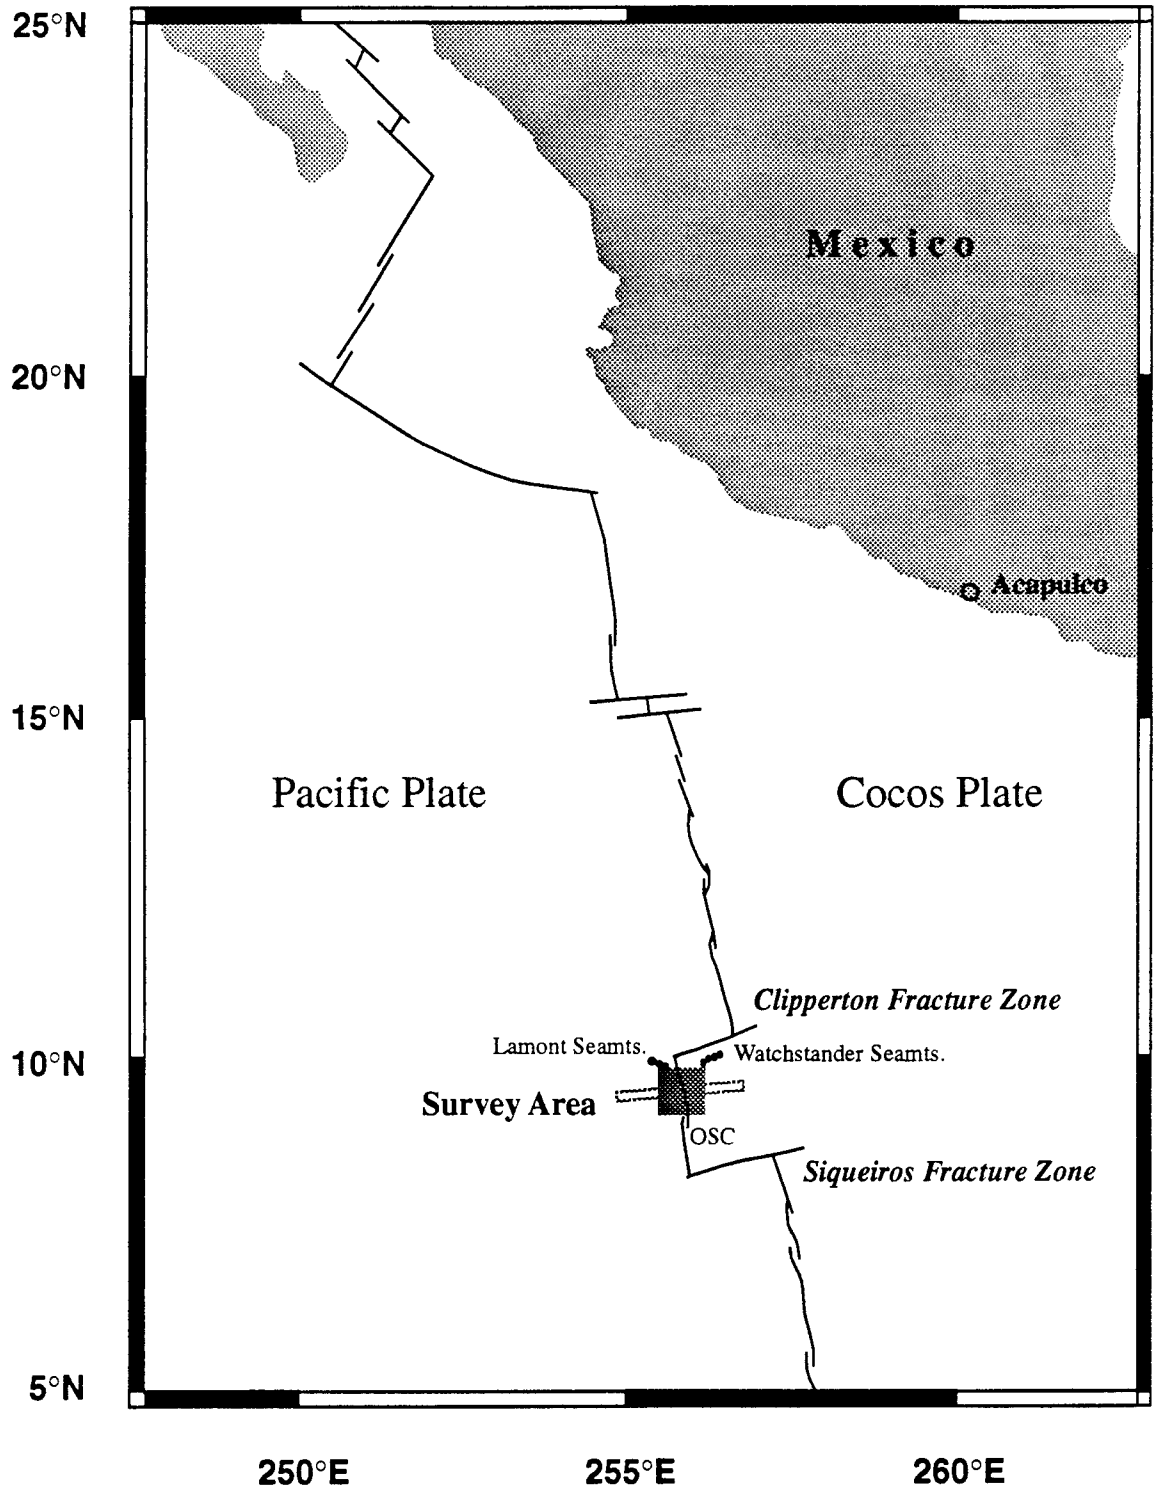 25°N
Mexico
20°N
Acapulco
15°N
Pacific Plate
Cocos Plate
Clipperton Fracture Zone
Lamont Seamts.
Watchstander Seamts.
10°N
Survey Area
OSC
Siqueiros Fracture Zone
5°N
250°E
255°E
260°E